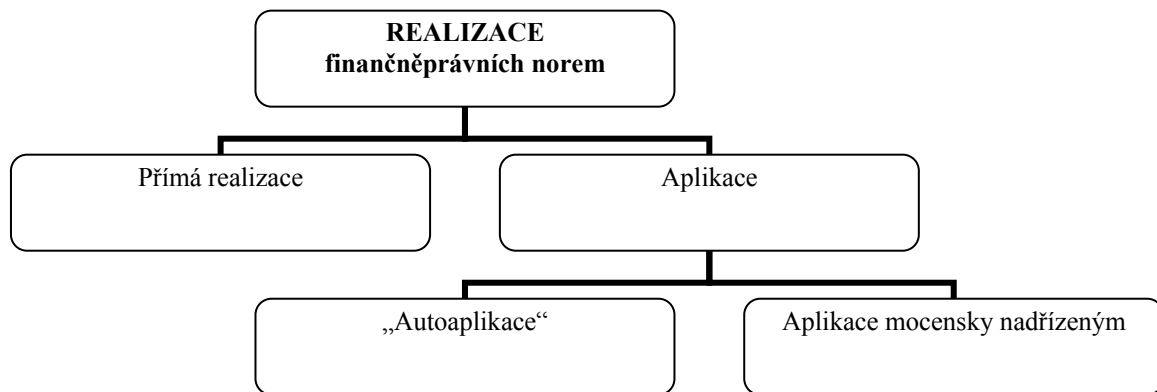 REALIZACE
finančněprávních norem
Přímá realizace
Aplikace
„Autoaplikace“
Aplikace mocensky nadřízeným